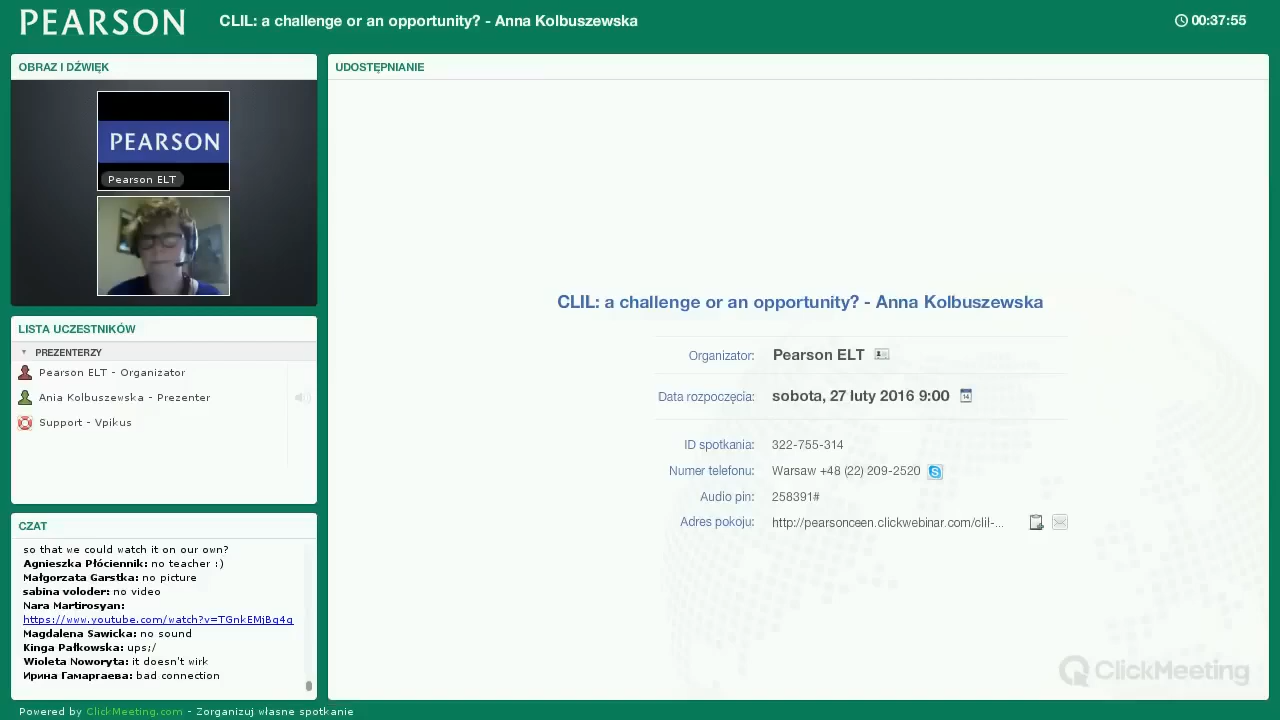 PEARSON
CLIL: a challenge or an opportunity? - Anna Kolbuszewska
00:37:55
OBRAZ I DŹWIĘK
PEARSON
Pearson ELT
LISTA UCZESTNIKÓW
PREZENTERZY
Pearson ELT - Organizator
Ania Kolbuszewska - Prezenter
Support - Vpikus
CZAT
so that we could watch it on our own?
Agnieszka Płóciennik: no teacher :)
Małgorzata Garstka: no picture
sabina voloder: no video
Nara Martirosyan:
https://www.youtube.com/watch?v=TGnkEMjBq4g
Magdalena Sawicka: no sound
Kinga Pałkowska: ups;/
Wioleta Noworyta: it doesn't wirk
Ирина Гамаргаева: bad connection
UDOSTĘPNIANIE
CLIL: a challenge or an opportunity? - Anna Kolbuszewska
Organizator: Pearson ELT
Data rozpoczęcia: sobota, 27 luty 2016 9:00
ID spotkania: 322-755-314
Numer telefonu: Warsaw +48 (22) 209-2520
Audio pin: 258391#
Adres pokoju: http://pearsonceen.clickwebinar.com/clil-...
ClickMeeting
Powered by ClickMeeting.com - Zorganizuj własne spotkanie